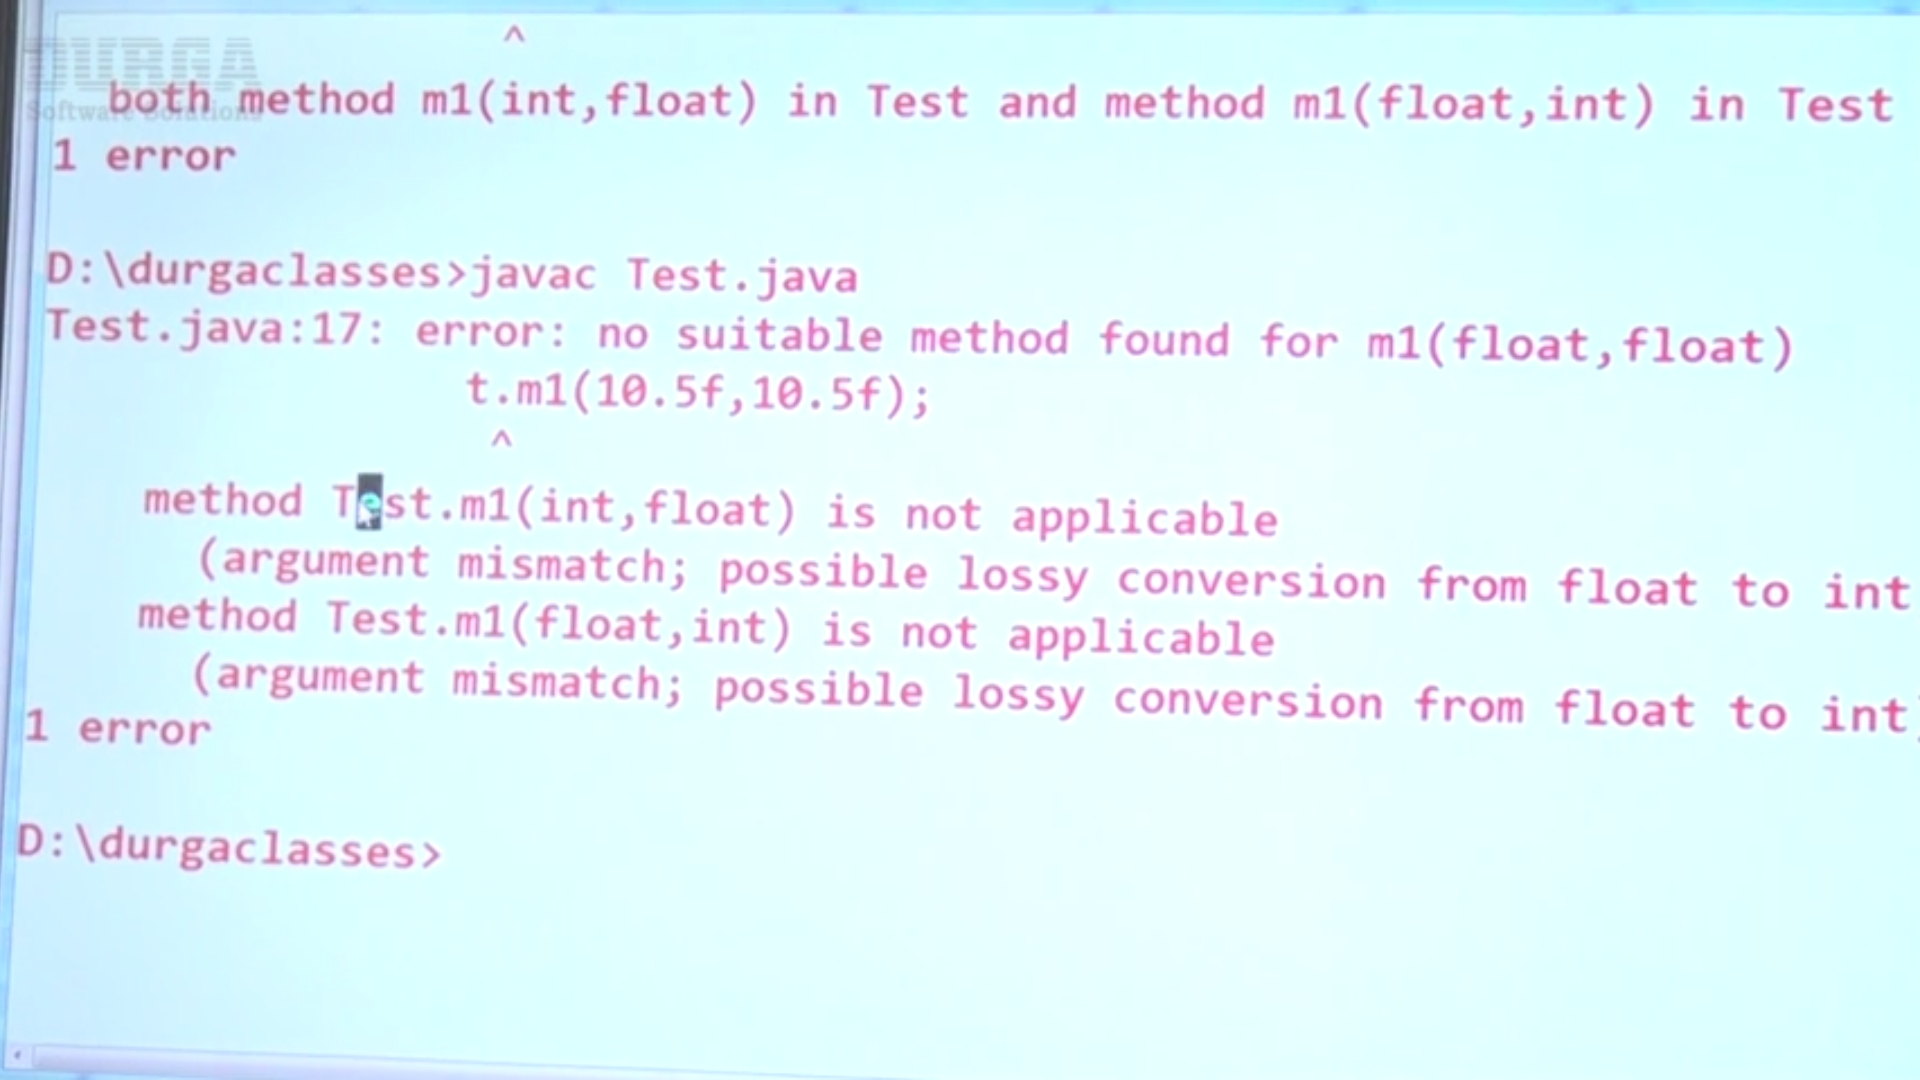 DURGA
Software Solutions
^
both method m1(int,float) in Test and method m1(float,int) in Test
1 error
D:\durgaclasses>javac Test.java
Test.java:17: error: no suitable method found for m1(float,float)
t.m1(10.5f,10.5f);
^
method Test.m1(int,float) is not applicable
(argument mismatch; possible lossy conversion from float to int
method Test.m1(float,int) is not applicable
(argument mismatch; possible lossy conversion from float to int)
1 error
D:\durgaclasses>